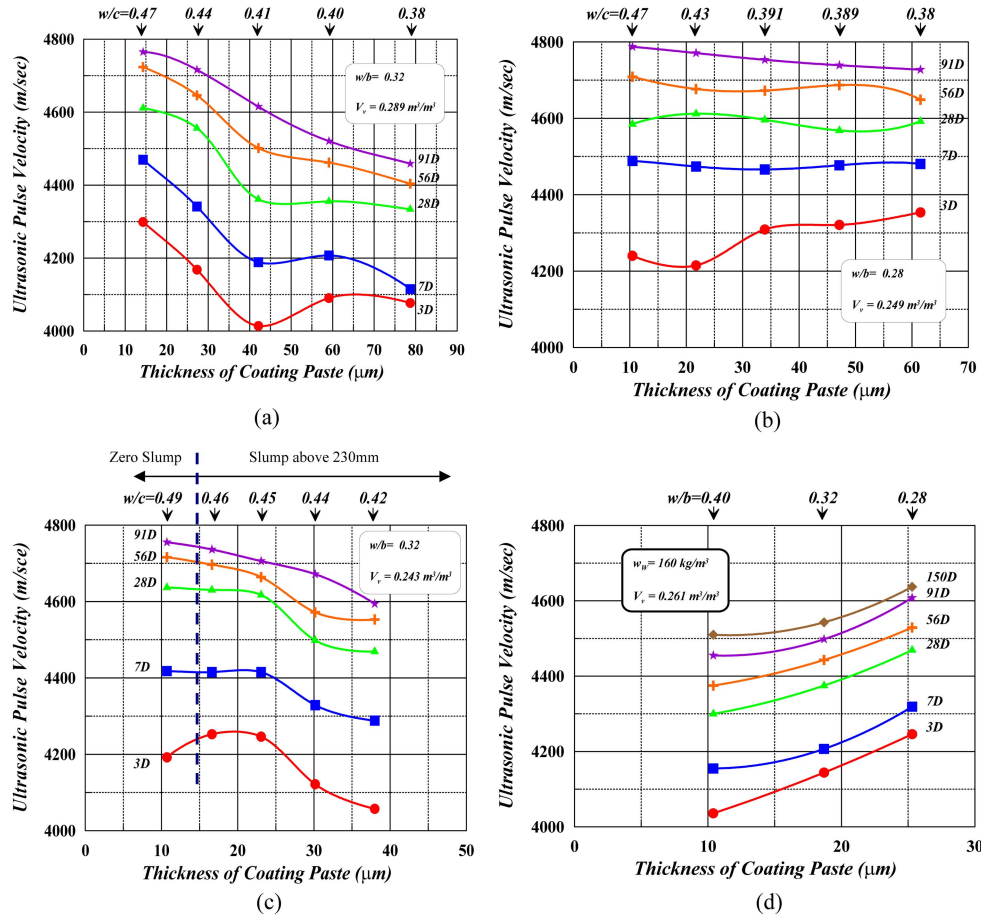 w/c=0.47 0.44 0.41 0.40 0.38
4800
4600
4400
4200
4000
Ultrasonic Pulse Velocity (m/sec)
w/b= 0.32
Vᵥ = 0.289 m³/m³
91D
56D
28D
7D
3D
0 10 20 30 40 50 60 70 80 90
Thickness of Coating Paste (μm)
(a)
w/c=0.47 0.43 0.391 0.389 0.38
4800
4600
4400
4200
4000
Ultrasonic Pulse Velocity (m/sec)
91D
56D
28D
7D
3D
w/b= 0.28
Vᵥ = 0.249 m³/m³
0 10 20 30 40 50 60 70
Thickness of Coating Paste (μm)
(b)
Zero Slump Slump above 230mm
w/c=0.49 0.46 0.45 0.44 0.42
4800
4600
4400
4200
4000
Ultrasonic Pulse Velocity (m/sce)
w/b= 0.32
Vᵥ = 0.243 m³/m³
91D
56D
28D
7D
3D
0 10 20 30 40 50
Thickness of Coating Paste (μm)
(c)
w/b=0.40 0.32 0.28
4800
4600
4400
4200
4000
Ultrasonic Pulse Velocity (m/sec)
w_W= 160 kg/m³
Vᵥ = 0.261 m³/m³
150D
91D
56D
28D
7D
3D
0 10 20 30
Thickness of Coating Paste (μm)
(d)